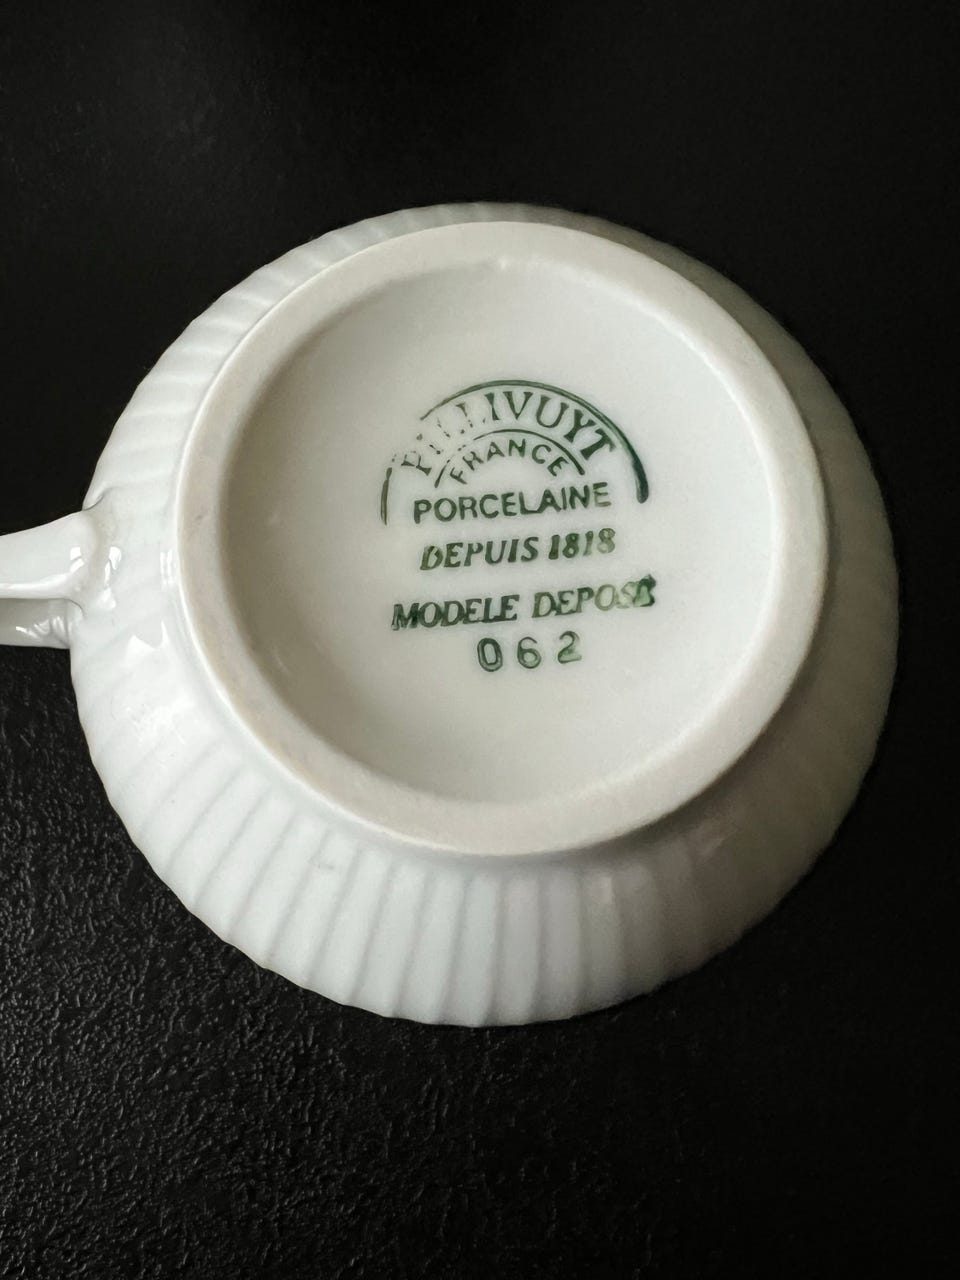 PILLIVUYT
FRANCE
PORCELAINE
DEPUIS 1818
MODELE DEPOSE
062